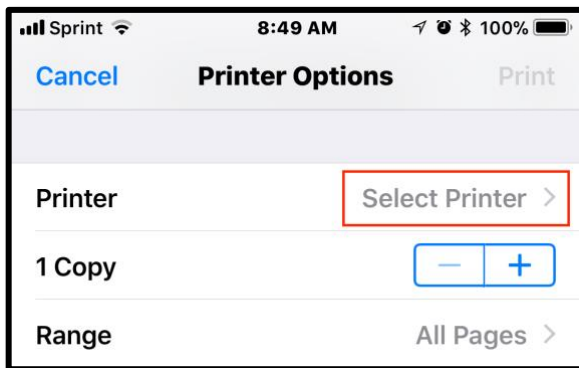 Sprint 8:49 AM 100%
Cancel Printer Options Print
Printer Select Printer >
1 Copy − +
Range All Pages >